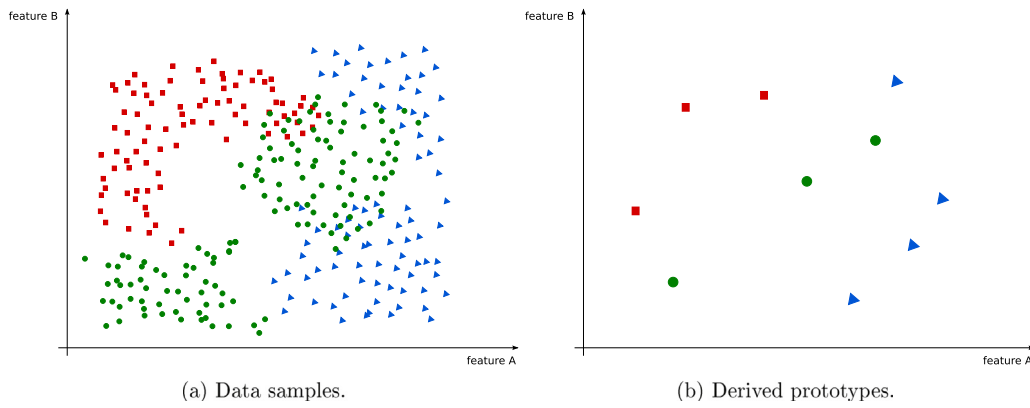 feature B
feature A
(a) Data samples.
feature B
feature A
(b) Derived prototypes.